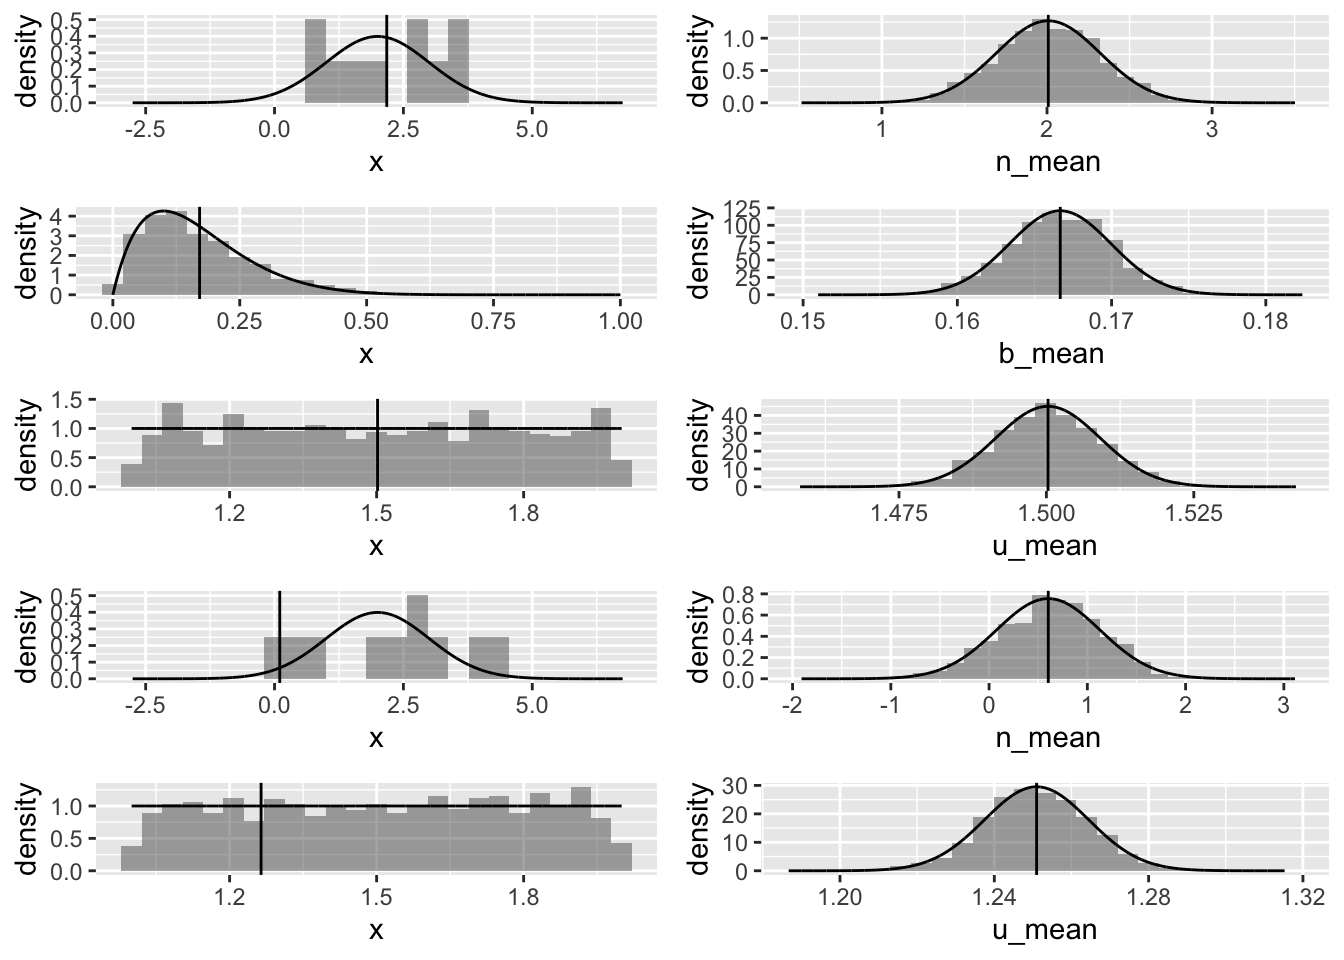 density
0.5
0.4
0.3
0.2
0.1
0.0
-2.5 0.0 2.5 5.0
x
density
1.0
0.5
0.0
1 2 3
n_mean
density
4
3
2
1
0
0.00 0.25 0.50 0.75 1.00
x
density
125
100
75
50
25
0
0.15 0.16 0.17 0.18
b_mean
density
1.5
1.0
0.5
0.0
1.2 1.5 1.8
x
density
40
30
20
10
0
1.475 1.500 1.525
u_mean
density
0.5
0.4
0.3
0.2
0.1
0.0
-2.5 0.0 2.5 5.0
x
density
0.8
0.6
0.4
0.2
0.0
-2 -1 0 1 2 3
n_mean
density
1.0
0.5
0.0
1.2 1.5 1.8
x
density
30
20
10
0
1.20 1.24 1.28 1.32
u_mean